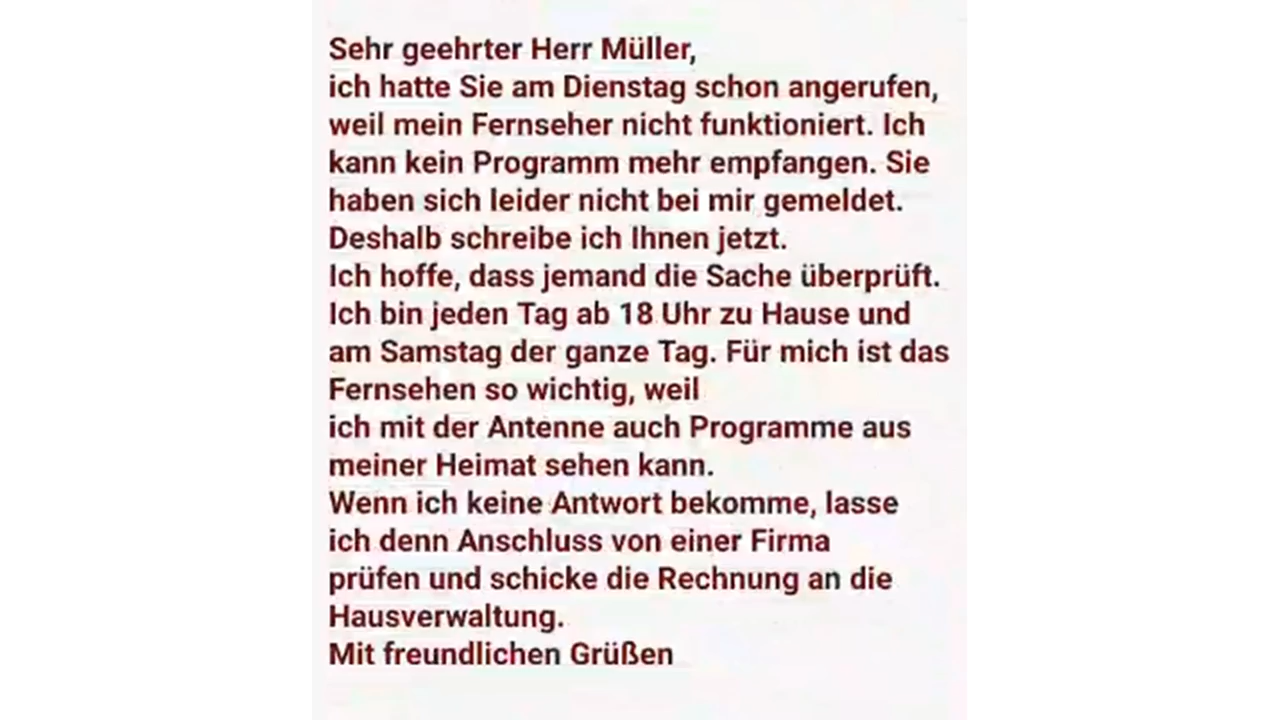 Sehr geehrter Herr Müller,
ich hatte Sie am Dienstag schon angerufen,
weil mein Fernseher nicht funktioniert. Ich
kann kein Programm mehr empfangen. Sie
haben sich leider nicht bei mir gemeldet.
Deshalb schreibe ich Ihnen jetzt.
Ich hoffe, dass jemand die Sache überprüft.
Ich bin jeden Tag ab 18 Uhr zu Hause und
am Samstag der ganze Tag. Für mich ist das
Fernsehen so wichtig, weil
ich mit der Antenne auch Programme aus
meiner Heimat sehen kann.
Wenn ich keine Antwort bekomme, lasse
ich denn Anschluss von einer Firma
prüfen und schicke die Rechnung an die
Hausverwaltung.
Mit freundlichen Grüßen